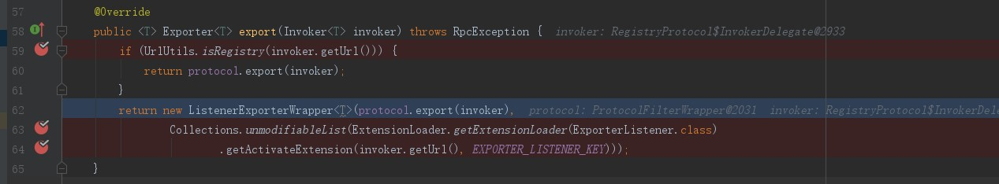 57 @Override
58 public <T> Exporter<T> export(Invoker<T> invoker) throws RpcException { invoker: RegistryProtocol$InvokerDelegate@2933
59 if (UrlUtils.isRegistry(invoker.getUrl())) {
60 return protocol.export(invoker);
61 }
62 return new ListenerExporterWrapper<T>(protocol.export(invoker), protocol: ProtocolFilterWrapper@2031 invoker: RegistryProtocol$InvokerDele
63 Collections.unmodifiableList(ExtensionLoader.getExtensionLoader(ExporterListener.class)
64 .getActivateExtension(invoker.getUrl(), EXPORTER_LISTENER_KEY)));
65 }